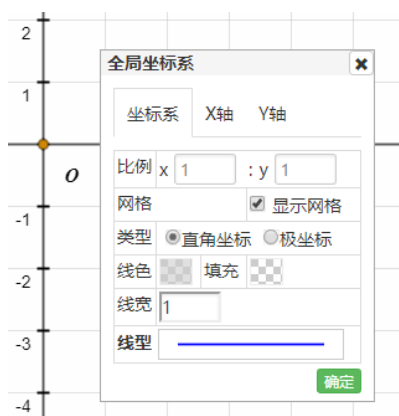 2
全局坐标系
1
坐标系 X轴 Y轴
比例 x 1 : y 1
O
网格 显示网格
-1
类型 直角坐标 极坐标
线色 填充
-2
线宽 1
线型
-3
确定
-4